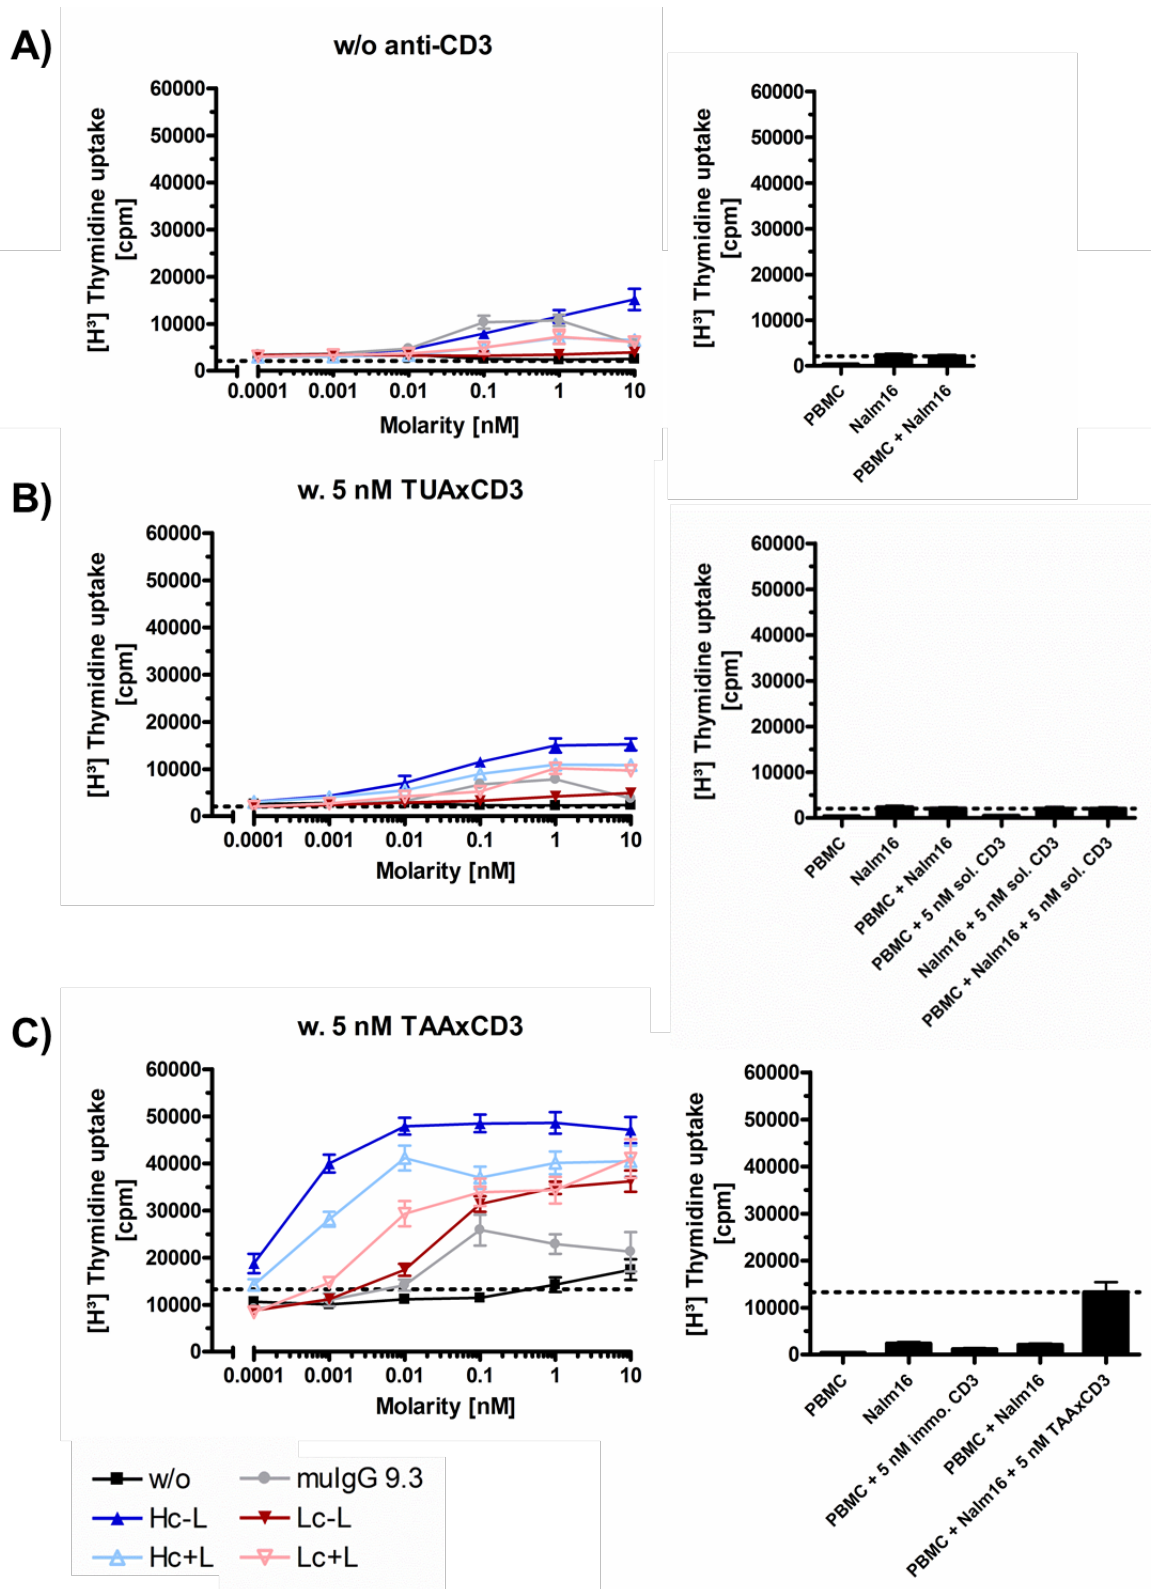 A)
w/o anti-CD3
[H³] Thymidine uptake
[cpm]
60000
50000
40000
30000
20000
10000
0
0.0001 0.001 0.01 0.1 1 10
Molarity [nM]
[H³] Thymidine uptake
[cpm]
60000
50000
40000
30000
20000
10000
0
PBMC
Nalm16
PBMC + Nalm16
B)
w. 5 nM TUAxCD3
[H³] Thymidine uptake
[cpm]
60000
50000
40000
30000
20000
10000
0
0.0001 0.001 0.01 0.1 1 10
Molarity [nM]
[H³] Thymidine uptake
[cpm]
60000
50000
40000
30000
20000
10000
0
PBMC
Nalm16
PBMC + Nalm16
PBMC + 5 nM sol. CD3
Nalm16 + 5 nM sol. CD3
PBMC + Nalm16 + 5 nM sol. CD3
C)
w. 5 nM TAAxCD3
[H³] Thymidine uptake
[cpm]
60000
50000
40000
30000
20000
10000
0
0.0001 0.001 0.01 0.1 1 10
Molarity [nM]
[H³] Thymidine uptake
[cpm]
60000
50000
40000
30000
20000
10000
0
PBMC
Nalm16
PBMC + 5 nM immo. CD3
PBMC + Nalm16
PBMC + Nalm16 + 5 nM TAAxCD3
w/o muIgG 9.3
Hc-L Lc-L
Hc+L Lc+L